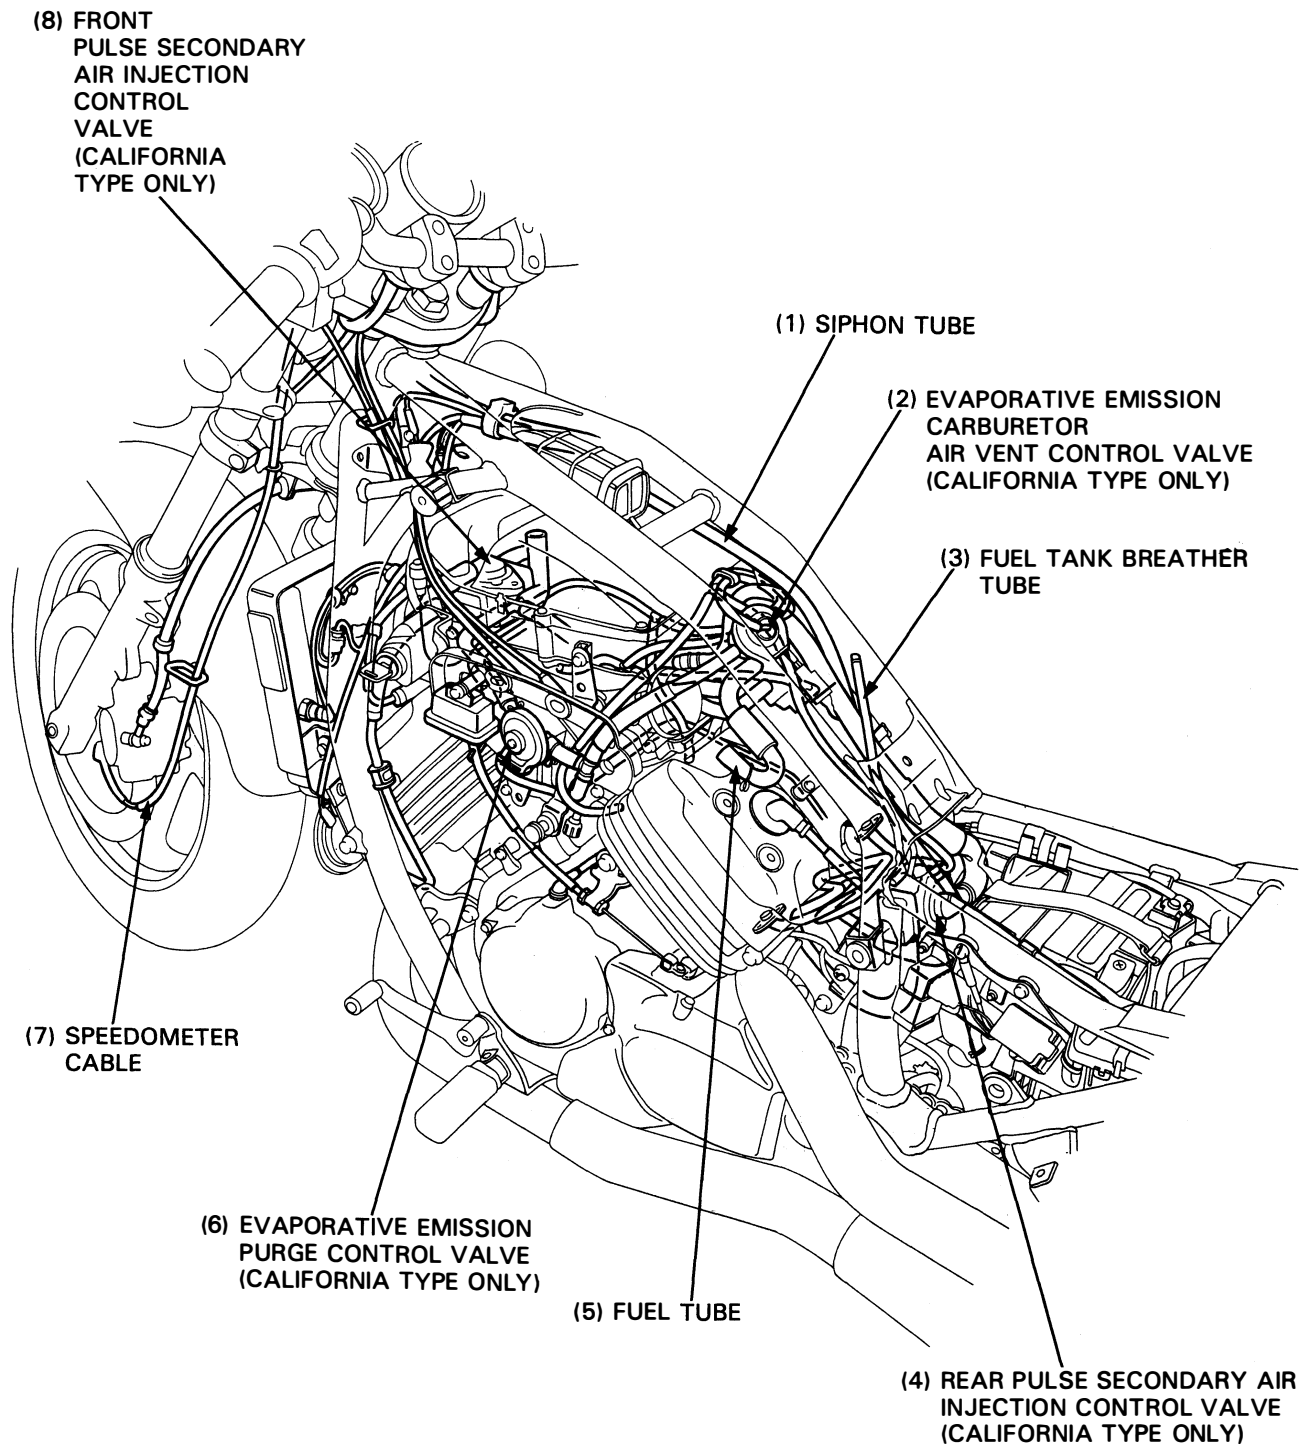 (8) FRONT
PULSE SECONDARY
AIR INJECTION
CONTROL
VALVE
(CALIFORNIA
TYPE ONLY)
(1) SIPHON TUBE
(2) EVAPORATIVE EMISSION
CARBURETOR
AIR VENT CONTROL VALVE
(CALIFORNIA TYPE ONLY)
(3) FUEL TANK BREATHER
TUBE
(7) SPEEDOMETER
CABLE
(6) EVAPORATIVE EMISSION
PURGE CONTROL VALVE
(CALIFORNIA TYPE ONLY)
(5) FUEL TUBE
(4) REAR PULSE SECONDARY AIR
INJECTION CONTROL VALVE
(CALIFORNIA TYPE ONLY)